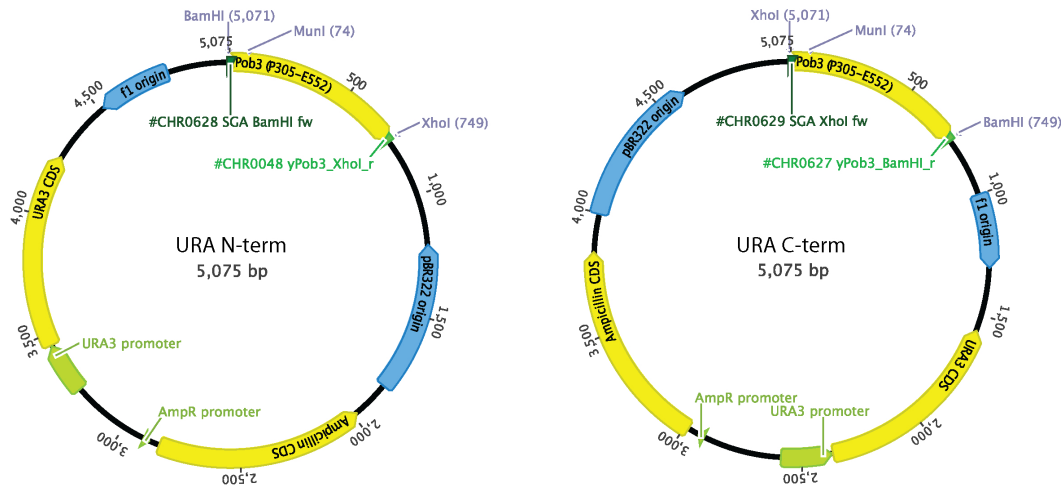 BamHI (5,071)
5,075
MunI (74)
Pob3 (P305-E552)
500
f1 origin
4,500
#CHR0628 SGA BamHI fw
XhoI (749)
#CHR0048 yPob3_XhoI_r
1,000
URA3 CDS
4,000
URA N-term
5,075 bp
pBR322 origin
1,500
3,500
URA3 promoter
AmpR promoter
3,000
Ampicillin CDS
2,000
2,500
XhoI (5,071)
5,075
MunI (74)
Pob3 (P305-E552)
500
4,500
pBR322 origin
#CHR0629 SGA XhoI fw
BamHI (749)
#CHR0627 yPob3_BamHI_r
1,000
f1 origin
4,000
URA C-term
5,075 bp
Ampicillin CDS
1,500
3,500
URA3 CDS
AmpR promoter
URA3 promoter
3,000
2,000
2,500